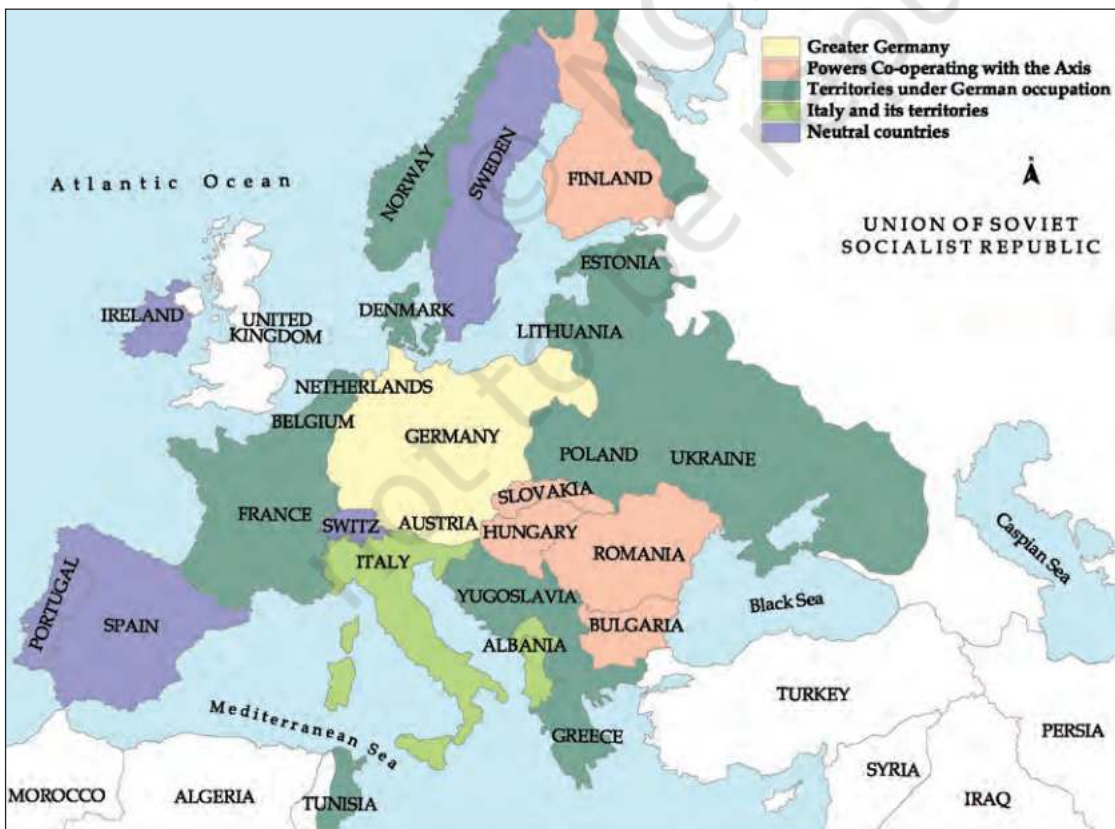 Greater Germany
Powers Co-operating with the Axis
Territories under German occupation
Italy and its territories
Neutral countries
N
UNION OF SOVIET
SOCIALIST REPUBLIC
Atlantic Ocean
NORWAY
SWEDEN
FINLAND
ESTONIA
IRELAND
UNITED
KINGDOM
DENMARK
LITHUANIA
NETHERLANDS
BELGIUM
GERMANY
POLAND
UKRAINE
SLOVAKIA
FRANCE
SWITZ
AUSTRIA
HUNGARY
ITALY
ROMANIA
Caspian Sea
PORTUGAL
SPAIN
YUGOSLAVIA
Black Sea
BULGARIA
ALBANIA
Mediterranean Sea
GREECE
TURKEY
PERSIA
SYRIA
IRAQ
MOROCCO
ALGERIA
TUNISIA
not to be